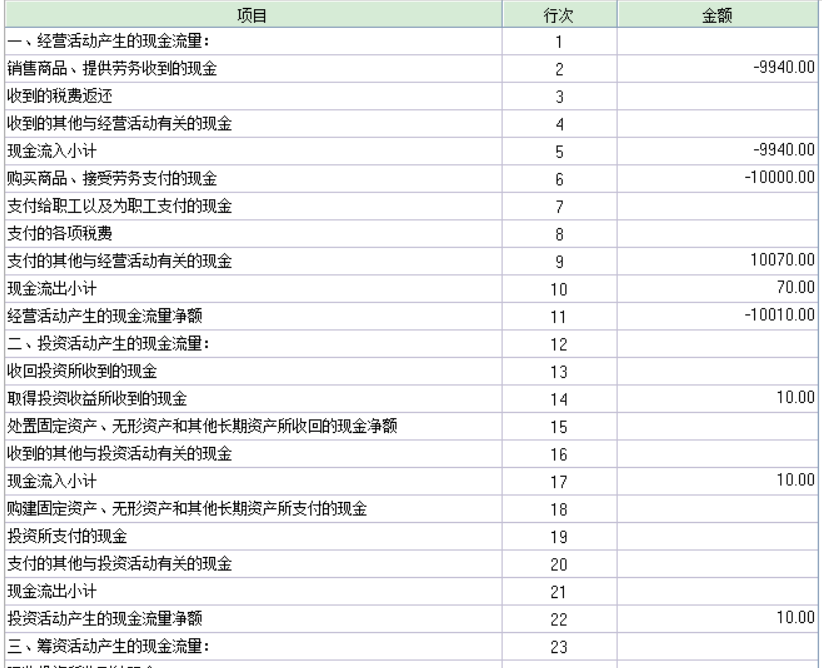 项目 行次 金额
一、经营活动产生的现金流量： 1
销售商品、提供劳务收到的现金 2 -9940.00
收到的税费返还 3
收到的其他与经营活动有关的现金 4
现金流入小计 5 -9940.00
购买商品、接受劳务支付的现金 6 -10000.00
支付给职工以及为职工支付的现金 7
支付的各项税费 8
支付的其他与经营活动有关的现金 9 10070.00
现金流出小计 10 70.00
经营活动产生的现金流量净额 11 -10010.00
二、投资活动产生的现金流量： 12
收回投资所收到的现金 13
取得投资收益所收到的现金 14 10.00
处置固定资产、无形资产和其他长期资产所收回的现金净额 15
收到的其他与投资活动有关的现金 16
现金流入小计 17 10.00
购建固定资产、无形资产和其他长期资产所支付的现金 18
投资所支付的现金 19
支付的其他与投资活动有关的现金 20
现金流出小计 21
投资活动产生的现金流量净额 22 10.00
三、筹资活动产生的现金流量： 23